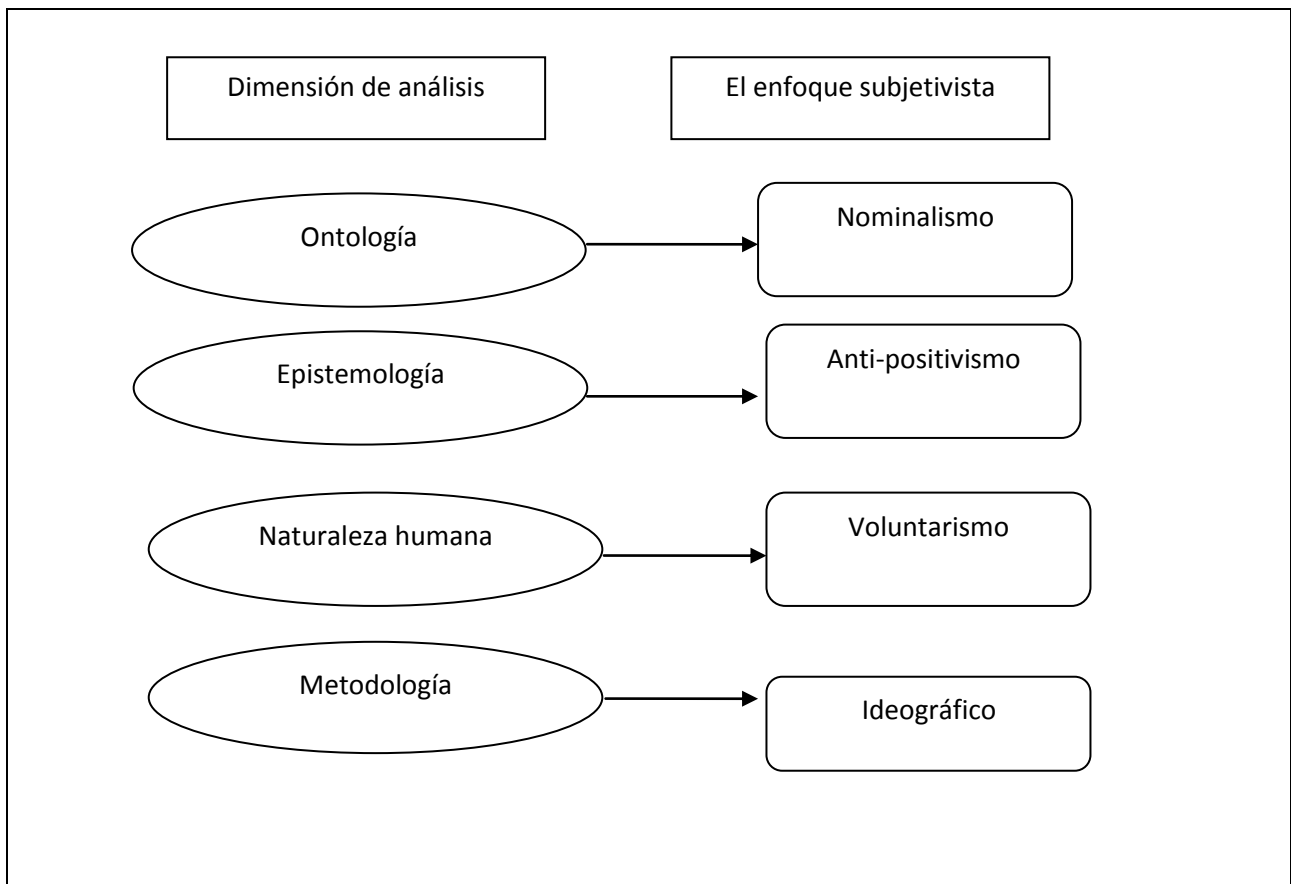 Dimensión de análisis
El enfoque subjetivista
Ontología
Nominalismo
Epistemología
Anti-positivismo
Naturaleza humana
Voluntarismo
Metodología
Ideográfico